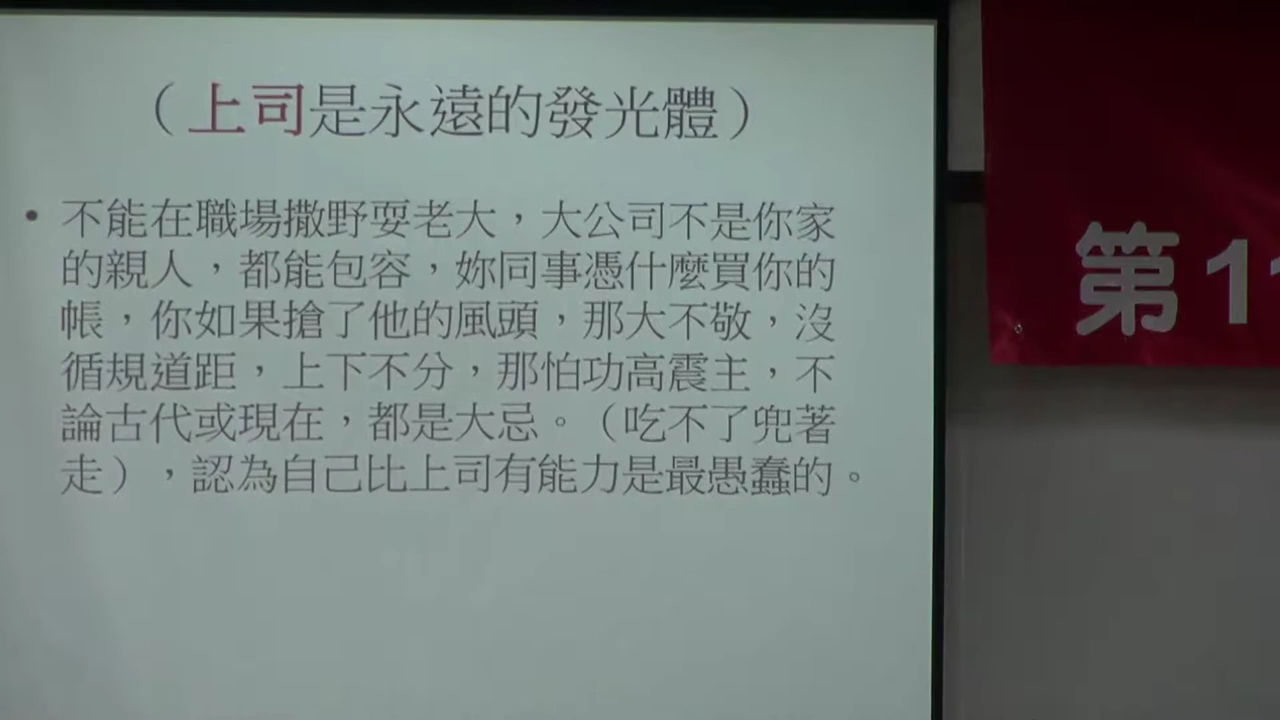 （上司是永遠的發光體）
• 不能在職場撒野耍老大，大公司不是你家
的親人，都能包容，妳同事憑什麼買你的
帳，你如果搶了他的風頭，那大不敬，沒
循規道距，上下不分，那怕功高震主，不
論古代或現在，都是大忌。（吃不了兜著
走），認為自己比上司有能力是最愚蠢的。
第11